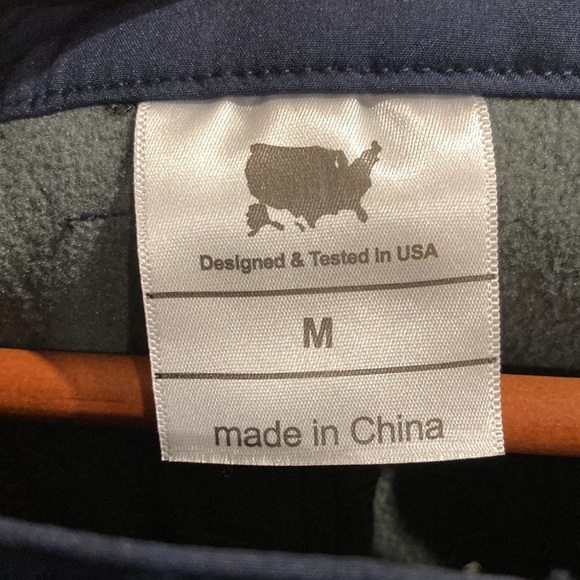 Designed & Tested in USA
M
made in China